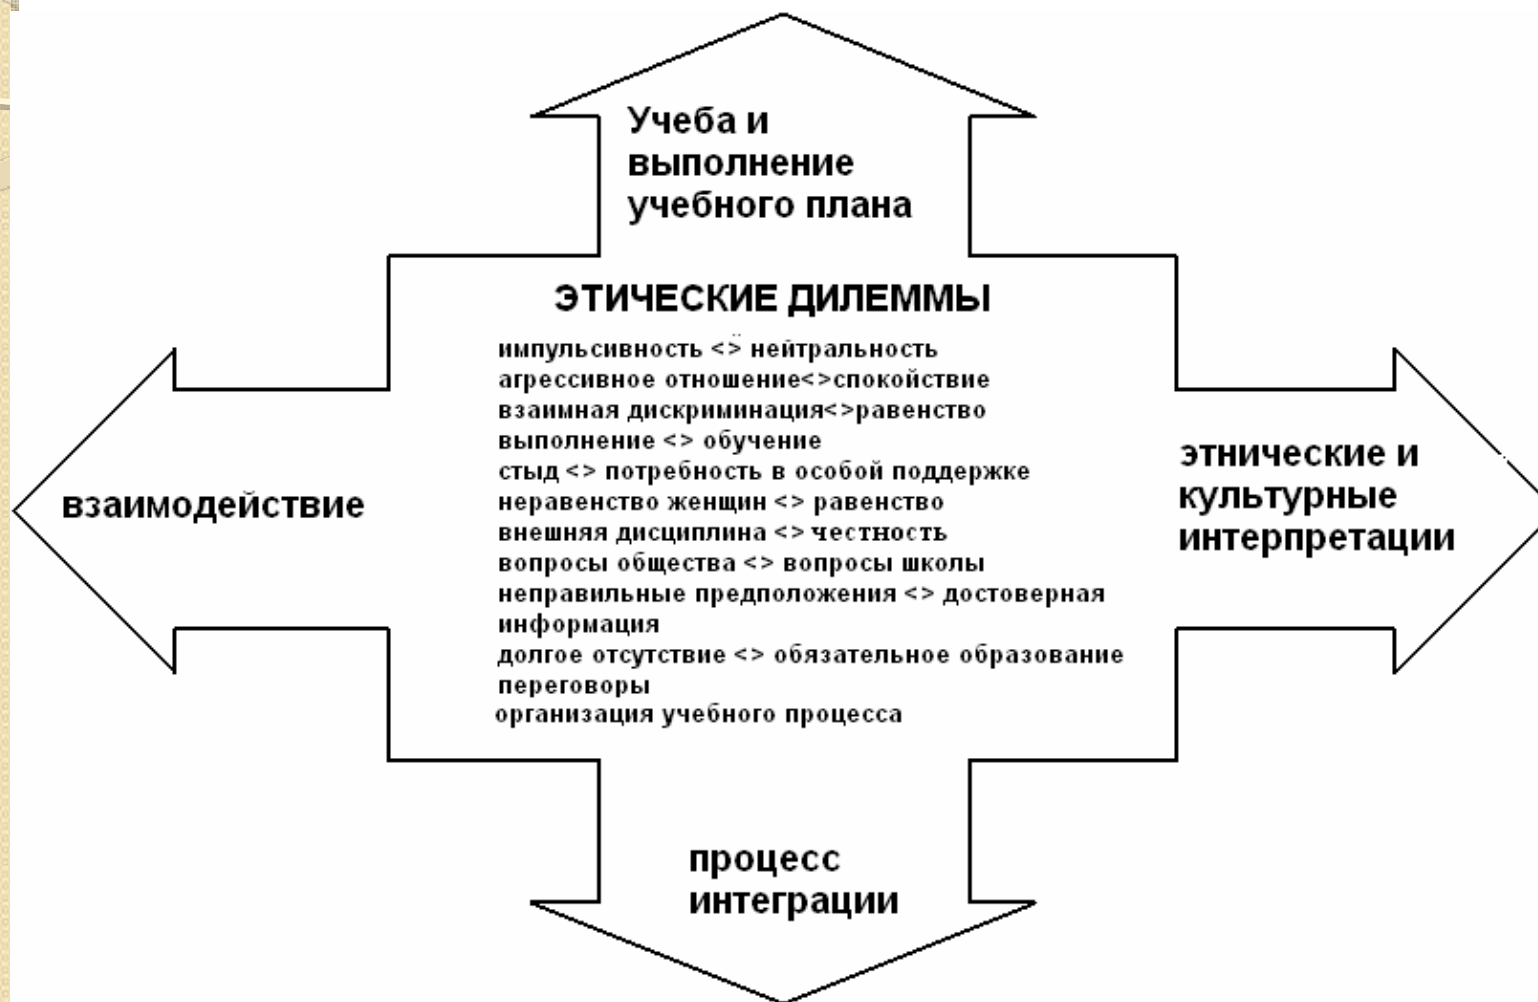 Учеба и
выполнение
учебного плана
ЭТИЧЕСКИЕ ДИЛЕММЫ
импульсивность <> нейтральность
агрессивное отношение<>спокойствие
взаимная дискриминация<>равенство
выполнение <> обучение
стыд <> потребность в особой поддержке
неравенство женщин <> равенство
внешняя дисциплина <> честность
вопросы общества <> вопросы школы
неправильные предположения <> достоверная
информация
долгое отсутствие <> обязательное образование
переговоры
организация учебного процесса
взаимодействие
этнические и
культурные
интерпретации
процесс
интеграции